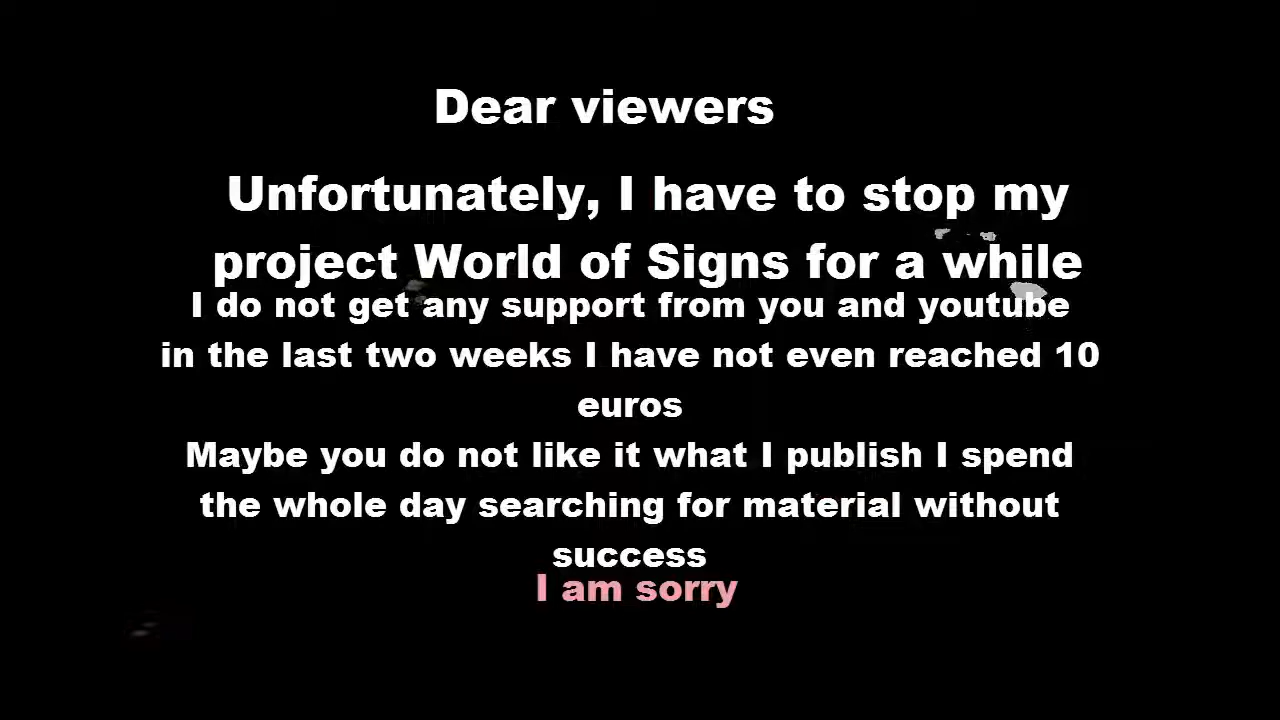 Dear viewers
Unfortunately, I have to stop my
project World of Signs for a while
I do not get any support from you and youtube
in the last two weeks I have not even reached 10
euros
Maybe you do not like it what I publish I spend
the whole day searching for material without
success
I am sorry